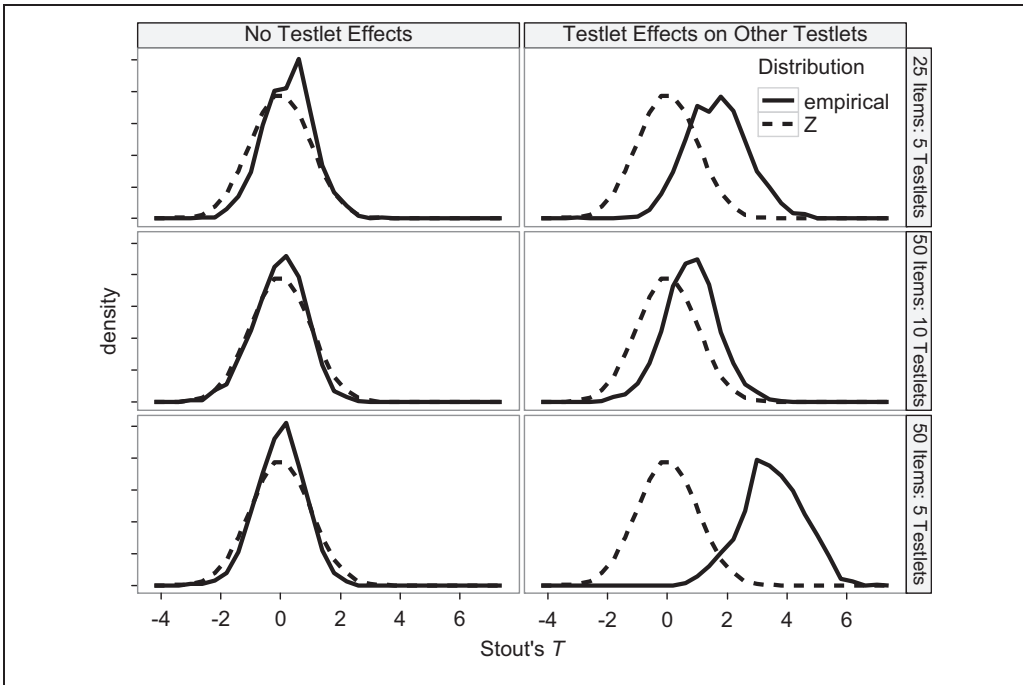 No Testlet Effects
Testlet Effects on Other Testlets
Distribution
empirical
Z
25 Items: 5 Testlets
50 Items: 10 Testlets
50 Items: 5 Testlets
density
-4 -2 0 2 4 6
-4 -2 0 2 4 6
Stout's T